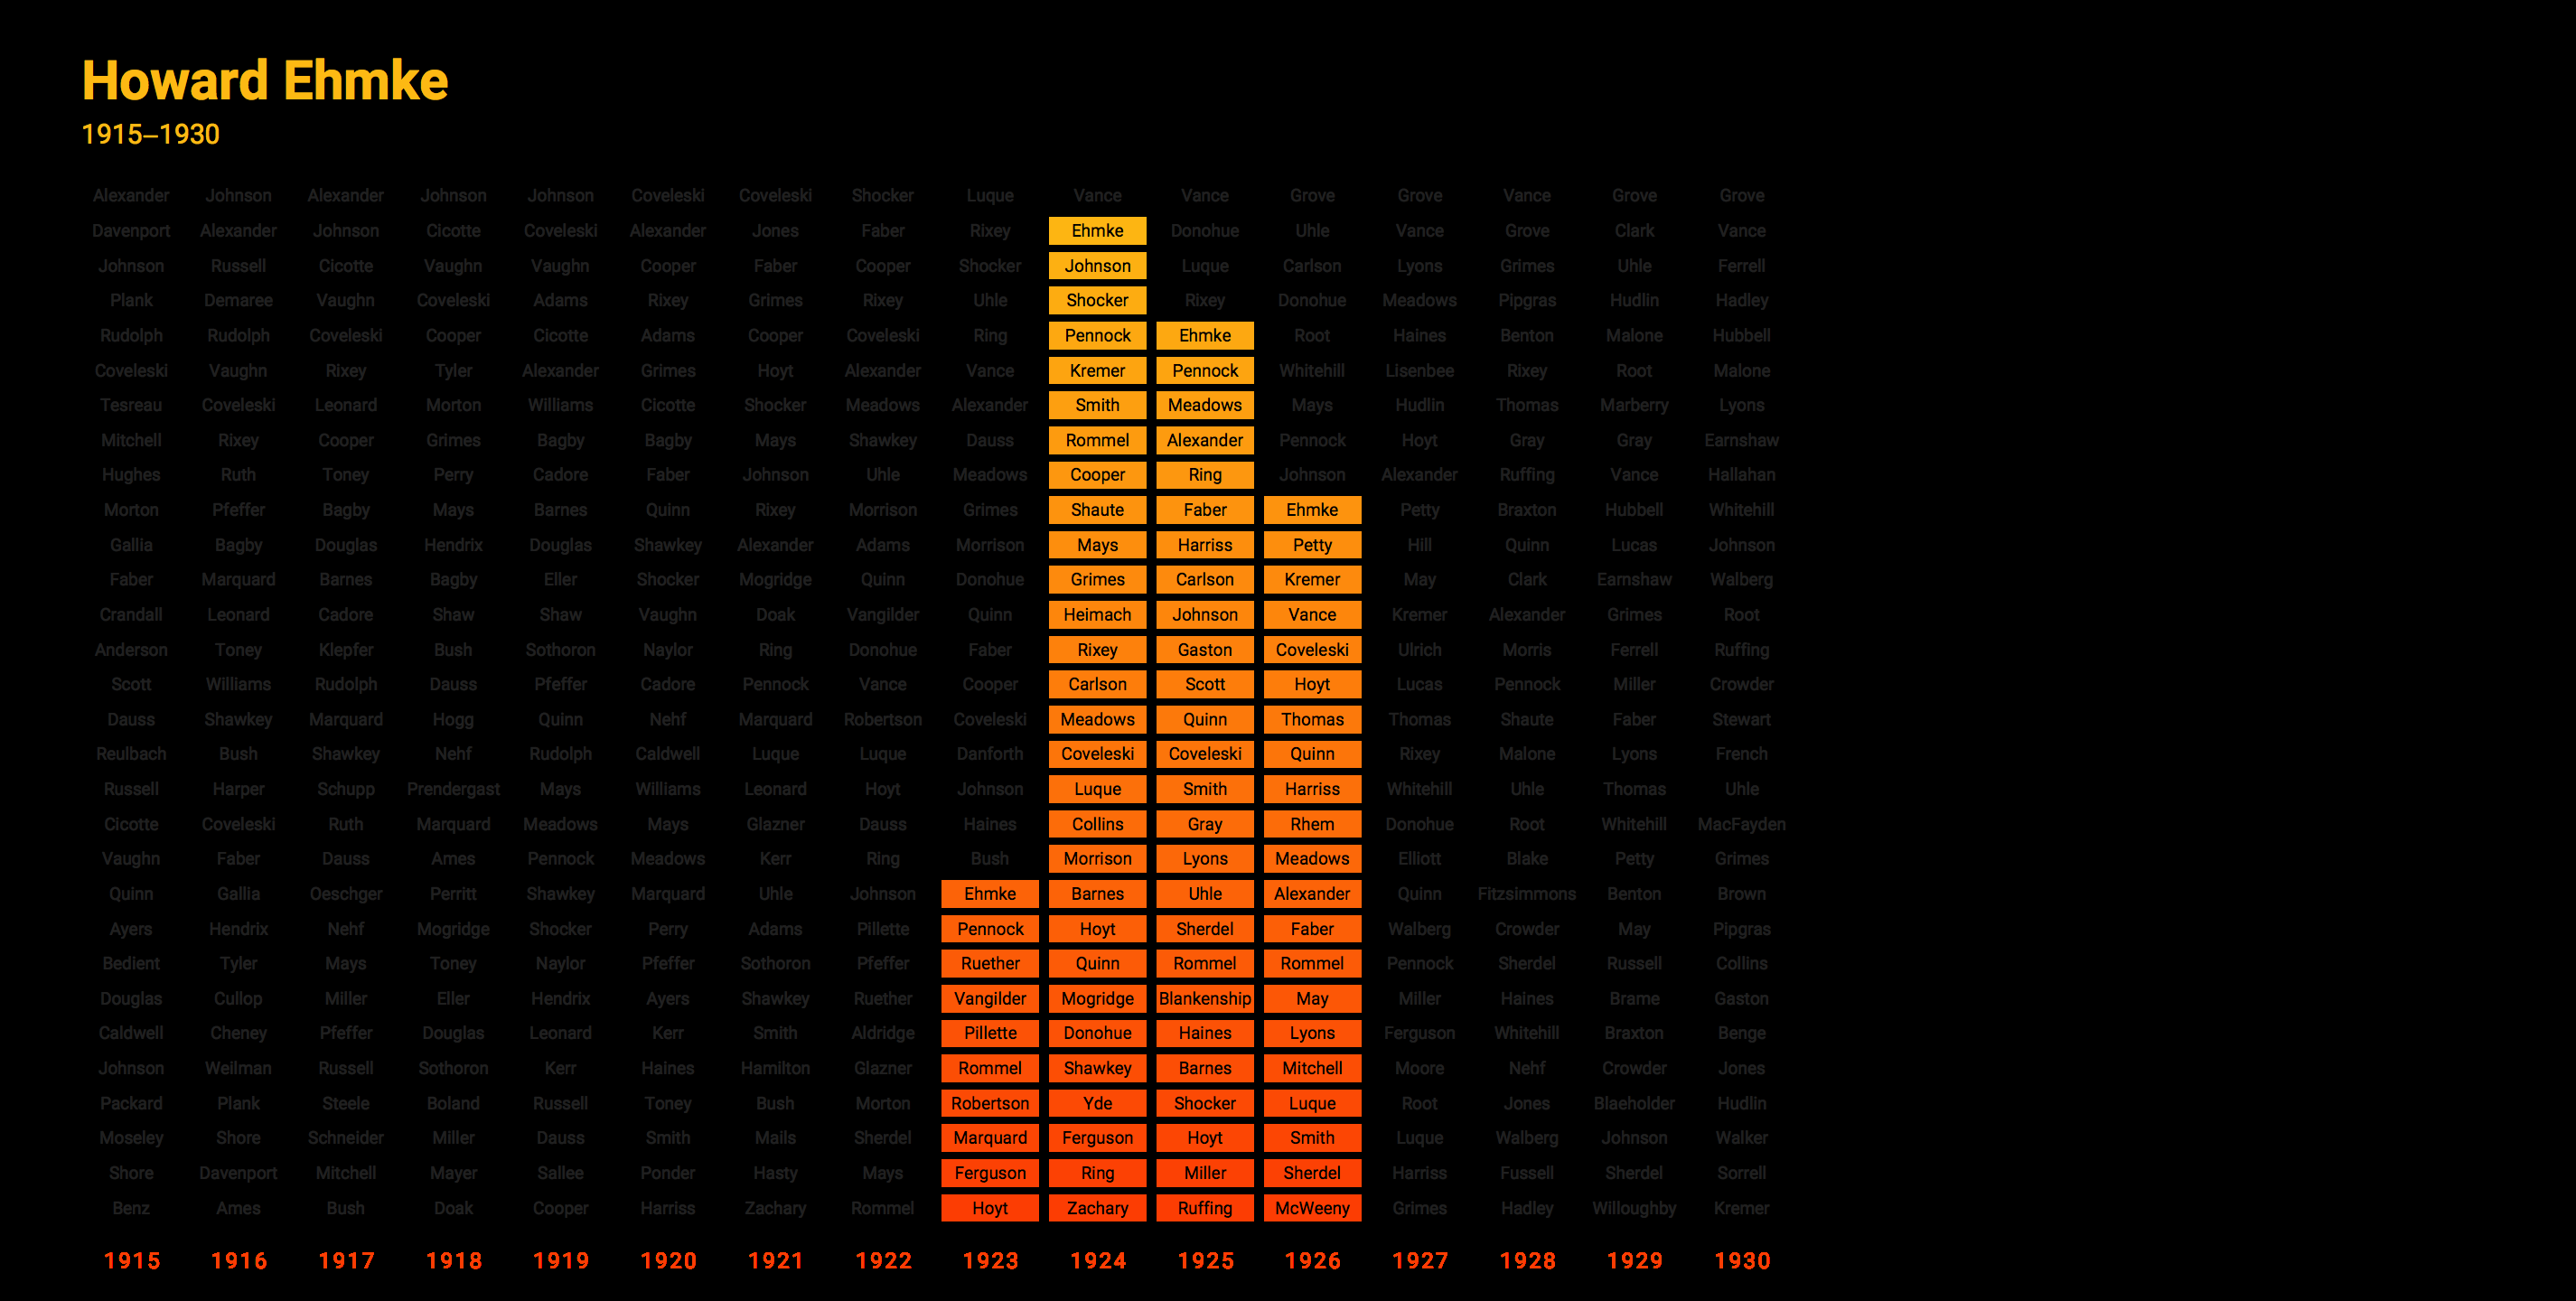 Howard Ehmke
1915–1930
Alexander Johnson Alexander Johnson Johnson Coveleski Coveleski Shocker Luque Vance Vance Grove Grove Vance Grove Grove
Davenport Alexander Johnson Cicotte Coveleski Alexander Jones Faber Rixey Ehmke Donohue Uhle Vance Grove Clark Vance
Johnson Russell Cicotte Vaughn Vaughn Cooper Faber Cooper Shocker Johnson Luque Carlson Lyons Grimes Uhle Ferrell
Plank Demaree Vaughn Coveleski Adams Rixey Grimes Rixey Uhle Shocker Rixey Donohue Meadows Pipgras Hudlin Hadley
Rudolph Rudolph Coveleski Cooper Cicotte Adams Cooper Coveleski Ring Pennock Ehmke Root Haines Benton Malone Hubbell
Coveleski Vaughn Rixey Tyler Alexander Grimes Hoyt Alexander Vance Kremer Pennock Whitehill Lisenbee Rixey Root Malone
Tesreau Coveleski Leonard Morton Williams Cicotte Shocker Meadows Alexander Smith Meadows Mays Hudlin Thomas Marberry Lyons
Mitchell Rixey Cooper Grimes Bagby Bagby Mays Shawkey Dauss Rommel Alexander Pennock Hoyt Gray Gray Earnshaw
Hughes Ruth Toney Perry Cadore Faber Johnson Uhle Meadows Cooper Ring Johnson Alexander Ruffing Vance Hallahan
Morton Pfeffer Bagby Mays Barnes Quinn Rixey Morrison Grimes Shaute Faber Ehmke Petty Braxton Hubbell Whitehill
Gallia Bagby Douglas Hendrix Douglas Shawkey Alexander Adams Morrison Mays Harriss Petty Hill Quinn Lucas Johnson
Faber Marquard Barnes Bagby Eller Shocker Mogridge Quinn Donohue Grimes Carlson Kremer May Clark Earnshaw Walberg
Crandall Leonard Cadore Shaw Shaw Vaughn Doak Vangilder Quinn Heimach Johnson Vance Kremer Alexander Grimes Root
Anderson Toney Klepfer Bush Sothoron Naylor Ring Donohue Faber Rixey Gaston Coveleski Ulrich Morris Ferrell Ruffing
Scott Williams Rudolph Dauss Pfeffer Cadore Pennock Vance Cooper Carlson Scott Hoyt Lucas Pennock Miller Crowder
Dauss Shawkey Marquard Hogg Quinn Nehf Marquard Robertson Coveleski Meadows Quinn Thomas Thomas Shaute Faber Stewart
Reulbach Bush Shawkey Nehf Rudolph Caldwell Luque Luque Danforth Coveleski Coveleski Quinn Rixey Malone Lyons French
Russell Harper Schupp Prendergast Mays Williams Leonard Hoyt Johnson Luque Smith Harriss Whitehill Uhle Thomas Uhle
Cicotte Coveleski Ruth Marquard Meadows Mays Glazner Dauss Haines Collins Gray Rhem Donohue Root Whitehill MacFayden
Vaughn Faber Dauss Ames Pennock Meadows Kerr Ring Bush Morrison Lyons Meadows Elliott Blake Petty Grimes
Quinn Gallia Oeschger Perritt Shawkey Marquard Uhle Johnson Ehmke Barnes Uhle Alexander Quinn Fitzsimmons Benton Brown
Ayers Hendrix Nehf Mogridge Shocker Perry Adams Pillette Pennock Hoyt Sherdel Faber Walberg Crowder May Pipgras
Bedient Tyler Mays Toney Naylor Pfeffer Sothoron Pfeffer Ruether Quinn Rommel Rommel Pennock Sherdel Russell Collins
Douglas Cullop Miller Eller Hendrix Ayers Shawkey Ruether Vangilder Mogridge Blankenship May Miller Haines Brame Gaston
Caldwell Cheney Pfeffer Douglas Leonard Kerr Smith Aldridge Pillette Donohue Haines Lyons Ferguson Whitehill Braxton Benge
Johnson Weilman Russell Sothoron Kerr Haines Hamilton Glazner Rommel Shawkey Barnes Mitchell Moore Nehf Crowder Jones
Packard Plank Steele Boland Russell Toney Bush Morton Robertson Yde Shocker Luque Root Jones Blaeholder Hudlin
Moseley Shore Schneider Miller Dauss Smith Mails Sherdel Marquard Ferguson Hoyt Smith Luque Walberg Johnson Walker
Shore Davenport Mitchell Mayer Sallee Ponder Hasty Mays Ferguson Ring Miller Sherdel Harriss Fussell Sherdel Sorrell
Benz Ames Bush Doak Cooper Harriss Zachary Rommel Hoyt Zachary Ruffing McWeeny Grimes Hadley Willoughby Kremer
1915 1916 1917 1918 1919 1920 1921 1922 1923 1924 1925 1926 1927 1928 1929 1930